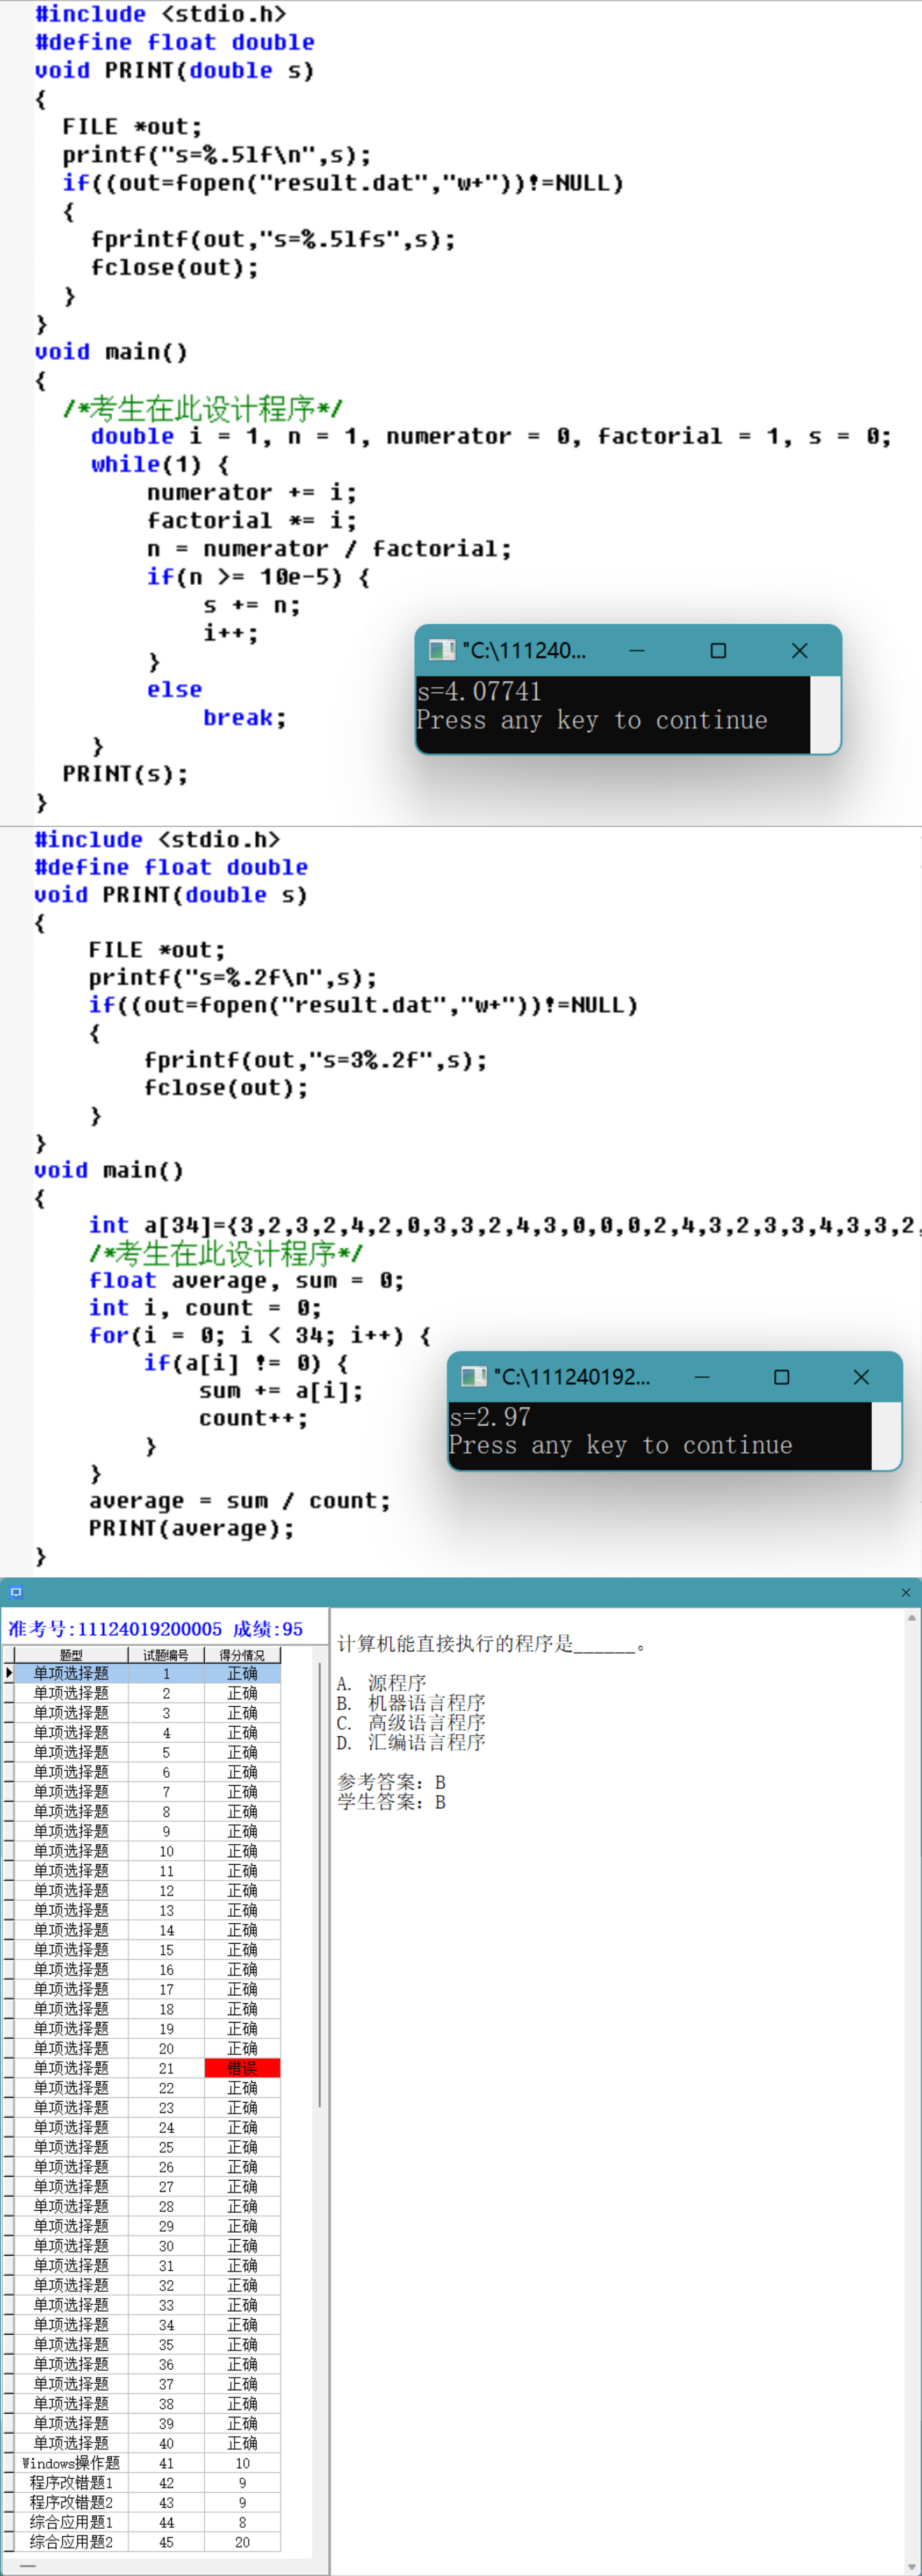 #include <stdio.h>
#define float double
void PRINT(double s)
{
FILE *out;
printf("s=%.5lf\n",s);
if((out=fopen("result.dat","w+"))!=NULL)
{
fprintf(out,"s=%.5lfs",s);
fclose(out);
}
}
void main()
{
/*考生在此设计程序*/
double i = 1, n = 1, numerator = 0, factorial = 1, s = 0;
while(1) {
numerator += i;
factorial *= i;
n = numerator / factorial;
if(n >= 10e-5) {
s += n;
i++;
}
else
break;
}
PRINT(s);
}
"C:\111240...
s=4.07741
Press any key to continue
#include <stdio.h>
#define float double
void PRINT(double s)
{
FILE *out;
printf("s=%.2f\n",s);
if((out=fopen("result.dat","w+"))!=NULL)
{
fprintf(out,"s=3%.2f",s);
fclose(out);
}
}
void main()
{
int a[34]={3,2,3,2,4,2,0,3,3,2,4,3,0,0,0,2,4,3,2,3,3,4,3,3,2,
/*考生在此设计程序*/
float average, sum = 0;
int i, count = 0;
for(i = 0; i < 34; i++) {
if(a[i] != 0) {
sum += a[i];
count++;
}
}
average = sum / count;
PRINT(average);
}
"C:\111240192...
s=2.97
Press any key to continue
准考号:11124019200005 成绩:95
题型 试题编号 得分情况
单项选择题 1 正确
单项选择题 2 正确
单项选择题 3 正确
单项选择题 4 正确
单项选择题 5 正确
单项选择题 6 正确
单项选择题 7 正确
单项选择题 8 正确
单项选择题 9 正确
单项选择题 10 正确
单项选择题 11 正确
单项选择题 12 正确
单项选择题 13 正确
单项选择题 14 正确
单项选择题 15 正确
单项选择题 16 正确
单项选择题 17 正确
单项选择题 18 正确
单项选择题 19 正确
单项选择题 20 正确
单项选择题 21 错误
单项选择题 22 正确
单项选择题 23 正确
单项选择题 24 正确
单项选择题 25 正确
单项选择题 26 正确
单项选择题 27 正确
单项选择题 28 正确
单项选择题 29 正确
单项选择题 30 正确
单项选择题 31 正确
单项选择题 32 正确
单项选择题 33 正确
单项选择题 34 正确
单项选择题 35 正确
单项选择题 36 正确
单项选择题 37 正确
单项选择题 38 正确
单项选择题 39 正确
单项选择题 40 正确
Windows操作题 41 10
程序改错题1 42 9
程序改错题2 43 9
综合应用题1 44 8
综合应用题2 45 20
计算机能直接执行的程序是______。
A. 源程序
B. 机器语言程序
C. 高级语言程序
D. 汇编语言程序
参考答案: B
学生答案: B